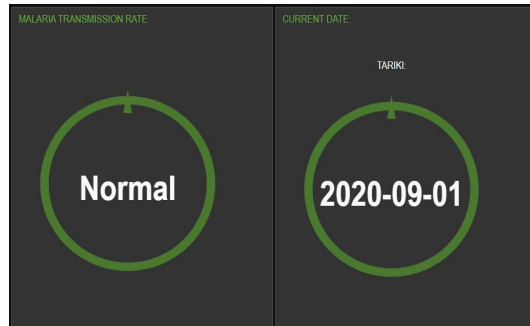 MALARIA TRANSMISSION RATE
Normal
CURRENT DATE:
TARIKI:
2020-09-01